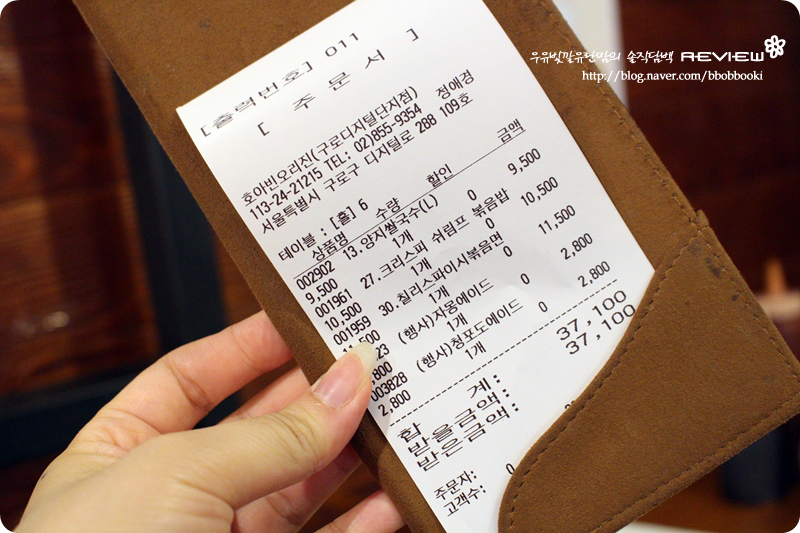 우유빛깔유린맘의 솔직담백 REVIEW
http://blog.naver.com/bbobbooki
[출력번호] 011
[ 주 문 서 ]
호아빈오리진(구로디지털단지점)
113-24-21215 TEL: 02)855-9354 정애경
서울특별시 구로구 디지털로 288 109호
테이블 : [홀] 6
상품명 수량 할인 금액
002902 13.양지쌀국수(L)
9,500 1개 0 9,500
001961 27.크리스피 쉬림프 볶음밥
10,500 1개 0 10,500
001959 30.칠리스파이시볶음면
11,500 1개 0 11,500
23 (행사)자몽에이드
800 1개 0 2,800
003828 (행사)청포도에이드
2,800 1개 0 2,800
합 계: 37,100
받을금액: 37,100
받은금액:
주문자:
고객수: 0